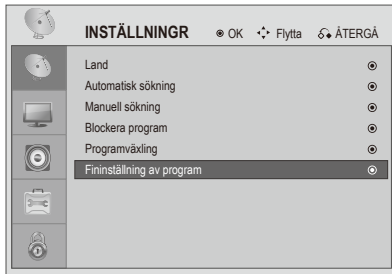 INSTÄLLNINGR OK Flytta ÅTERGÅ
Land
Automatisk sökning
Manuell sökning
Blockera program
Programväxling
Fininställning av program